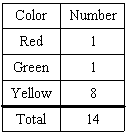 Color Number
Red 1
Green 1
Yellow 8
Total 14